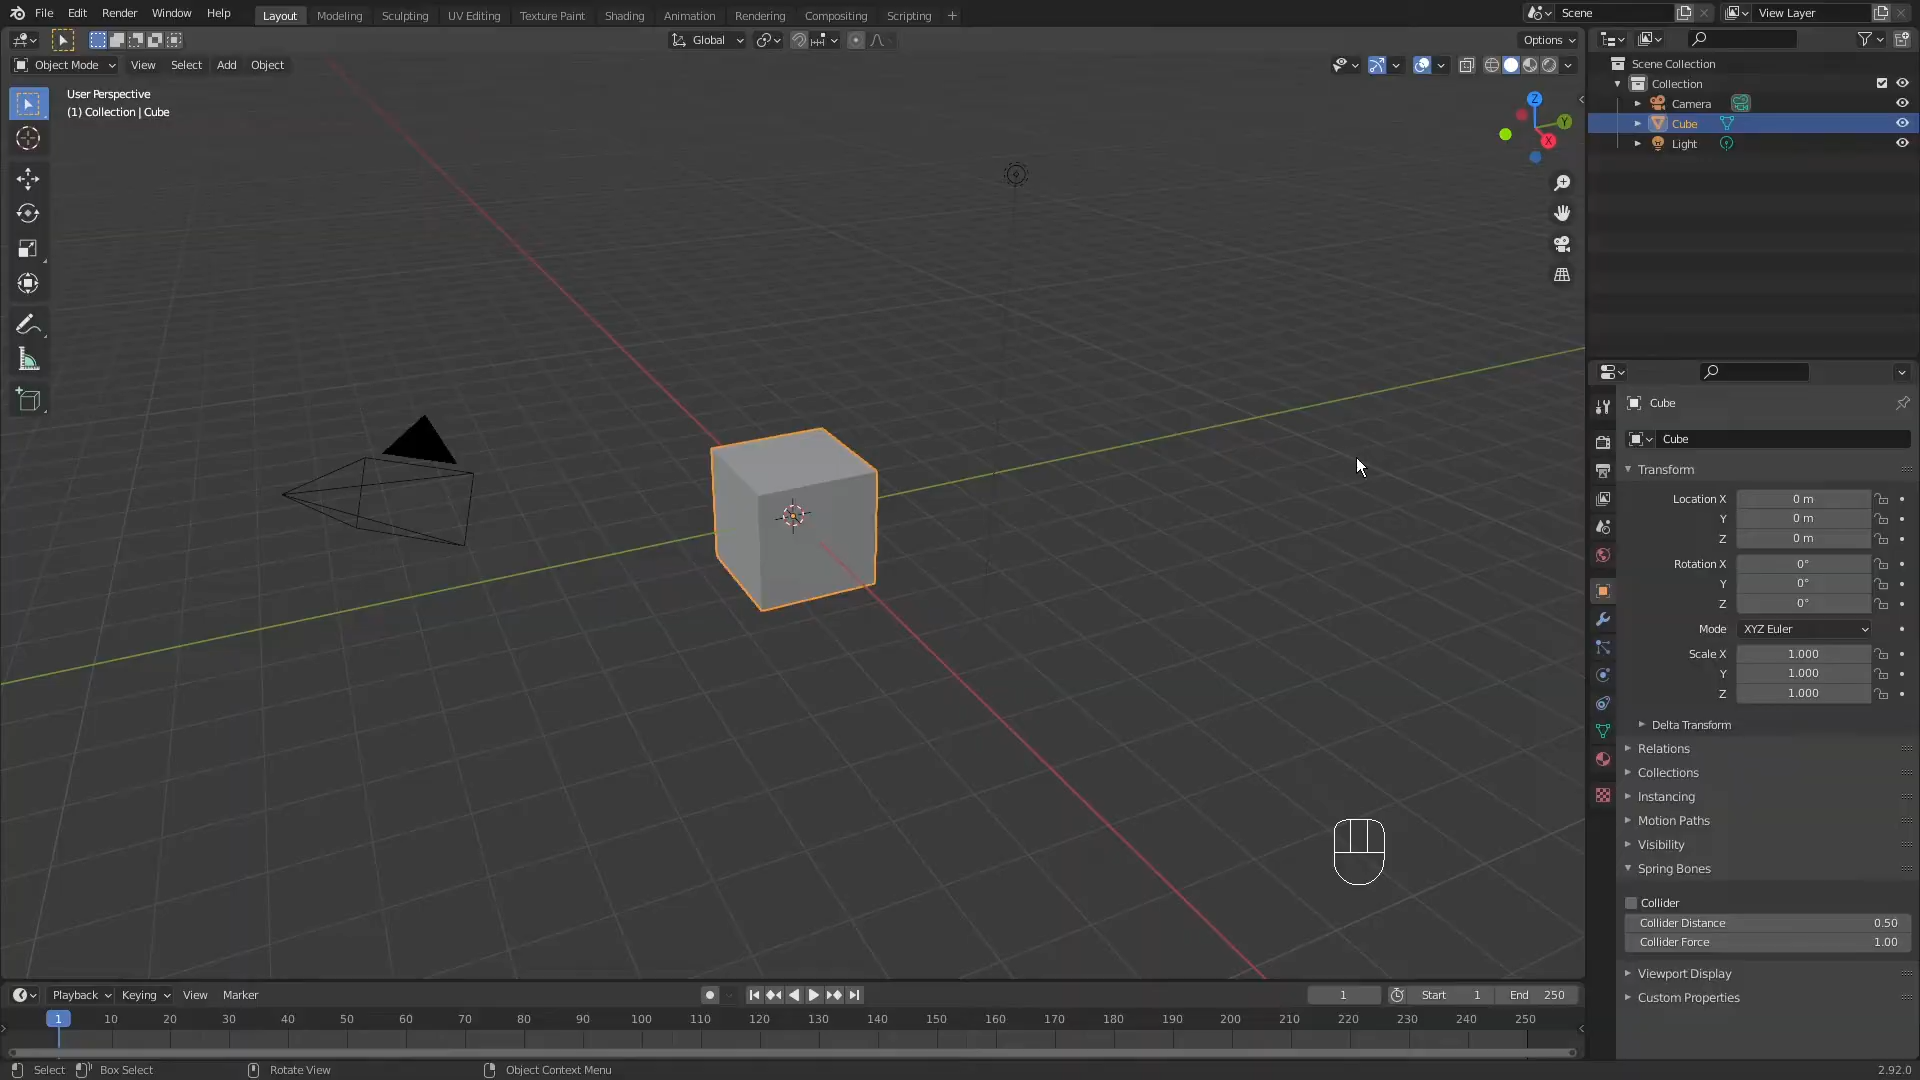 File Edit Render Window Help
Layout Modeling Sculpting UV Editing Texture Paint Shading Animation Rendering Compositing Scripting +
Scene
View Layer
Global
Options
Object Mode View Select Add Object
User Perspective
(1) Collection | Cube
Z
Y
X
Scene Collection
Collection
Camera
Cube
Light
Cube
Cube
Transform
Location X 0 m
Y 0 m
Z 0 m
Rotation X 0°
Y 0°
Z 0°
Mode XYZ Euler
Scale X 1.000
Y 1.000
Z 1.000
Delta Transform
Relations
Collections
Instancing
Motion Paths
Visibility
Spring Bones
Collider
Collider Distance 0.50
Collider Force 1.00
Viewport Display
Custom Properties
Playback Keying View Marker
1 Start 1 End 250
1 10 20 30 40 50 60 70 80 90 100 110 120 130 140 150 160 170 180 190 200 210 220 230 240 250
Select Box Select Rotate View Object Context Menu 2.92.0